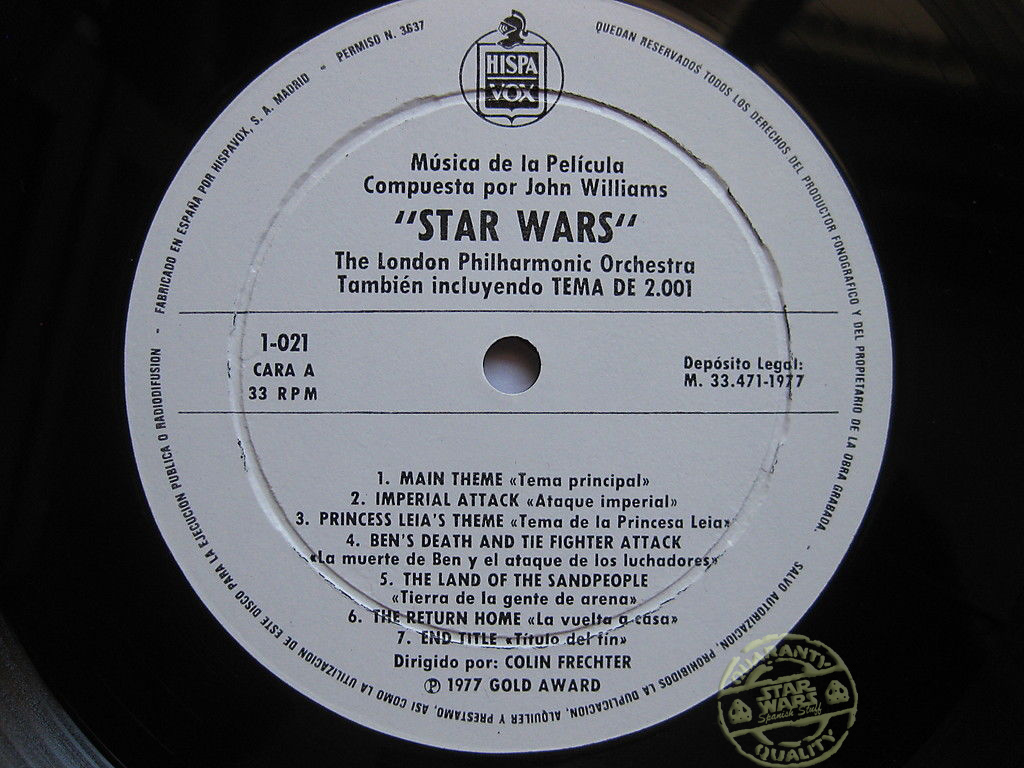 HISPA
VOX
Música de la Película
Compuesta por John Williams
"STAR WARS"
The London Philharmonic Orchestra
También incluyendo TEMA DE 2.001
1-021
CARA A
33 RPM
Depósito Legal:
M. 33.471-1977
1. MAIN THEME «Tema principal»
2. IMPERIAL ATTACK «Ataque imperial»
3. PRINCESS LEIA'S THEME «Tema de la Princesa Leia»
4. BEN'S DEATH AND TIE FIGHTER ATTACK
«La muerte de Ben y el ataque de los luchadores»
5. THE LAND OF THE SANDPEOPLE
«Tierra de la gente de arena»
6. THE RETURN HOME «La vuelta a casa»
7. END TITLE «Título del fin»
Dirigido por: COLIN FRECHTER
℗ 1977 GOLD AWARD
FABRICADO EN ESPAÑA POR HISPAVOX, S. A. MADRID - PERMISO N. 3637
QUEDAN RESERVADOS TODOS LOS DERECHOS DEL PRODUCTOR FONOGRAFICO Y DEL PROPIETARIO DE LA OBRA GRABADA. - SALVO AUTORIZACION, PROHIBIDOS LA DUPLICACION, ALQUILER Y PRESTAMO, ASI COMO LA UTILIZACION DE ESTE DISCO PARA LA EJECUCION PUBLICA O RADIODIFUSION -
GUARANTY
STAR
WARS
Spanish Stuff
QUALITY